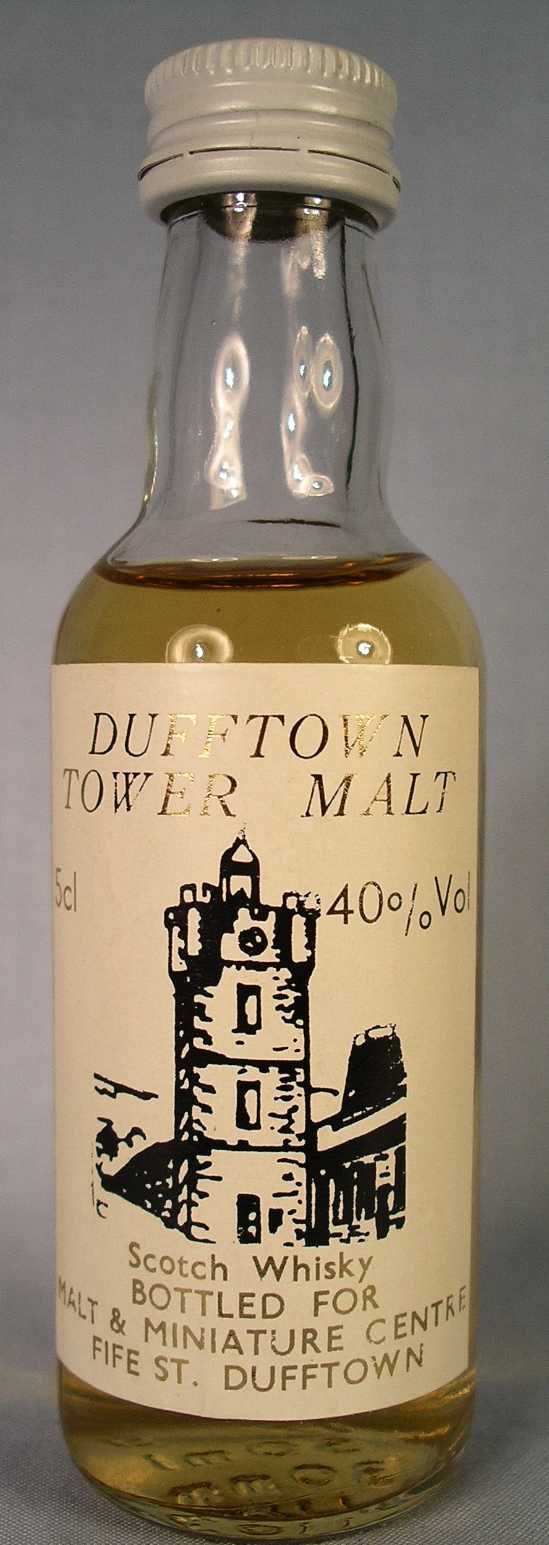 DUFFTOWN
TOWER MALT
5cl 40% Vol
Scotch Whisky
BOTTLED FOR
MALT & MINIATURE CENTRE
FIFE ST. DUFFTOWN